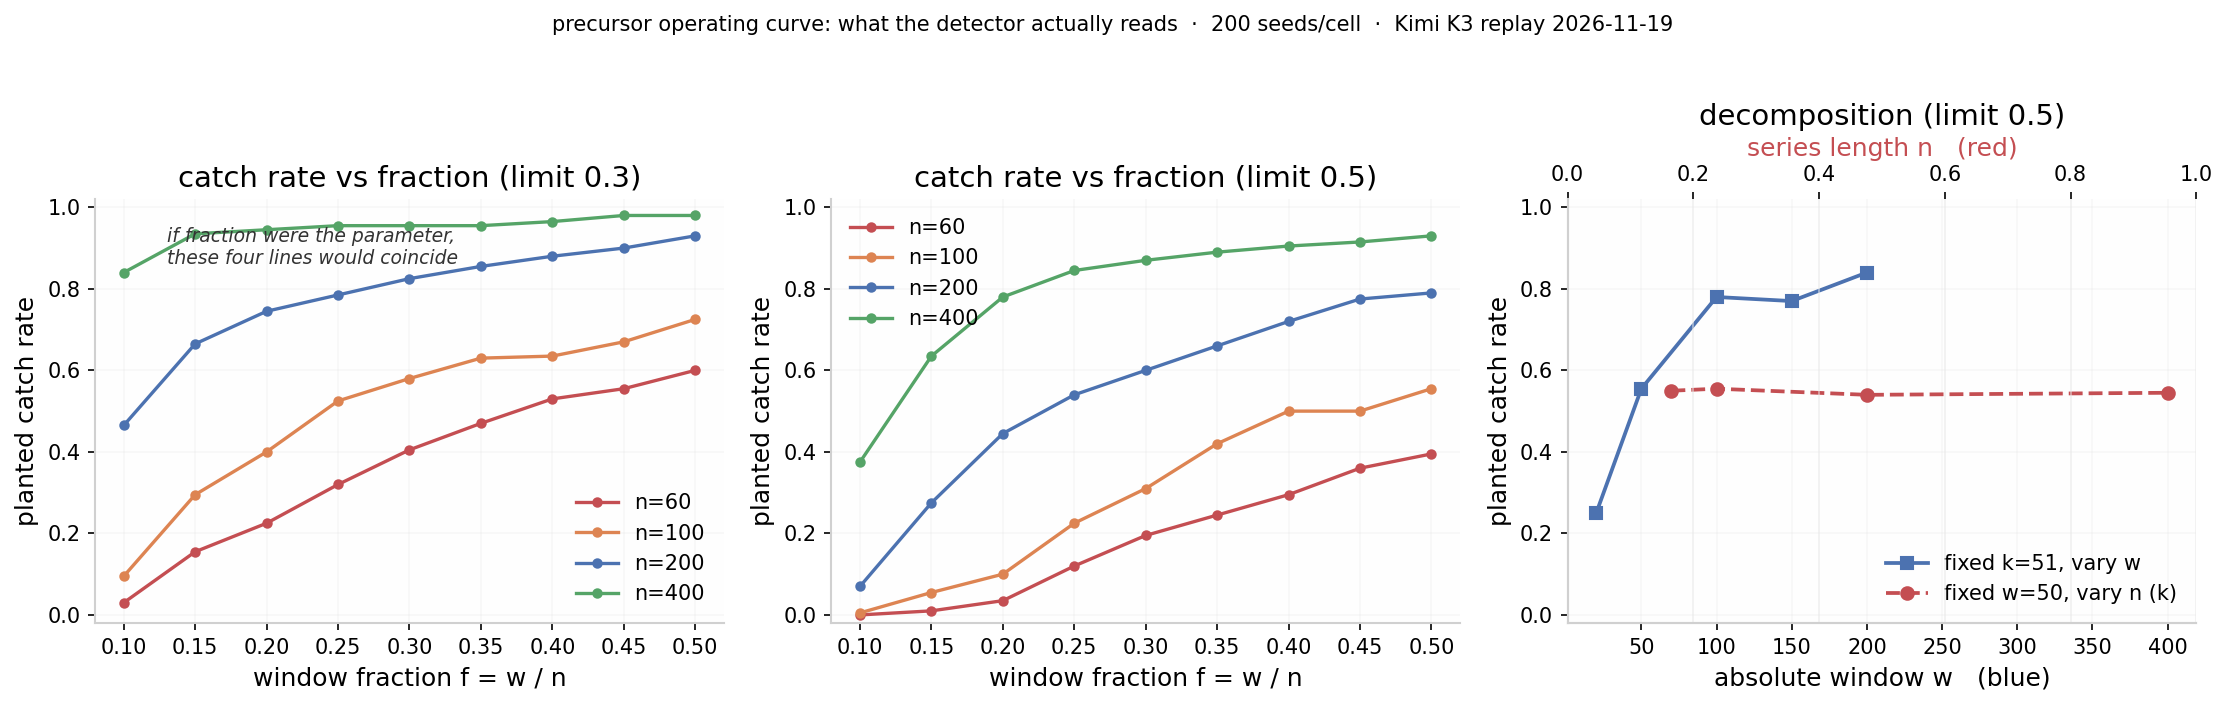 precursor operating curve: what the detector actually reads · 200 seeds/cell · Kimi K3 replay 2026-11-19
catch rate vs fraction (limit 0.3)
planted catch rate
1.0
0.8
0.6
0.4
0.2
0.0
if fraction were the parameter,
these four lines would coincide
n=60
n=100
n=200
n=400
0.10 0.15 0.20 0.25 0.30 0.35 0.40 0.45 0.50
window fraction f = w / n
catch rate vs fraction (limit 0.5)
planted catch rate
1.0
0.8
0.6
0.4
0.2
0.0
n=60
n=100
n=200
n=400
0.10 0.15 0.20 0.25 0.30 0.35 0.40 0.45 0.50
window fraction f = w / n
decomposition (limit 0.5)
series length n (red)
0.0 0.2 0.4 0.6 0.8 1.0
planted catch rate
1.0
0.8
0.6
0.4
0.2
0.0
fixed k=51, vary w
fixed w=50, vary n (k)
50 100 150 200 250 300 350 400
absolute window w (blue)